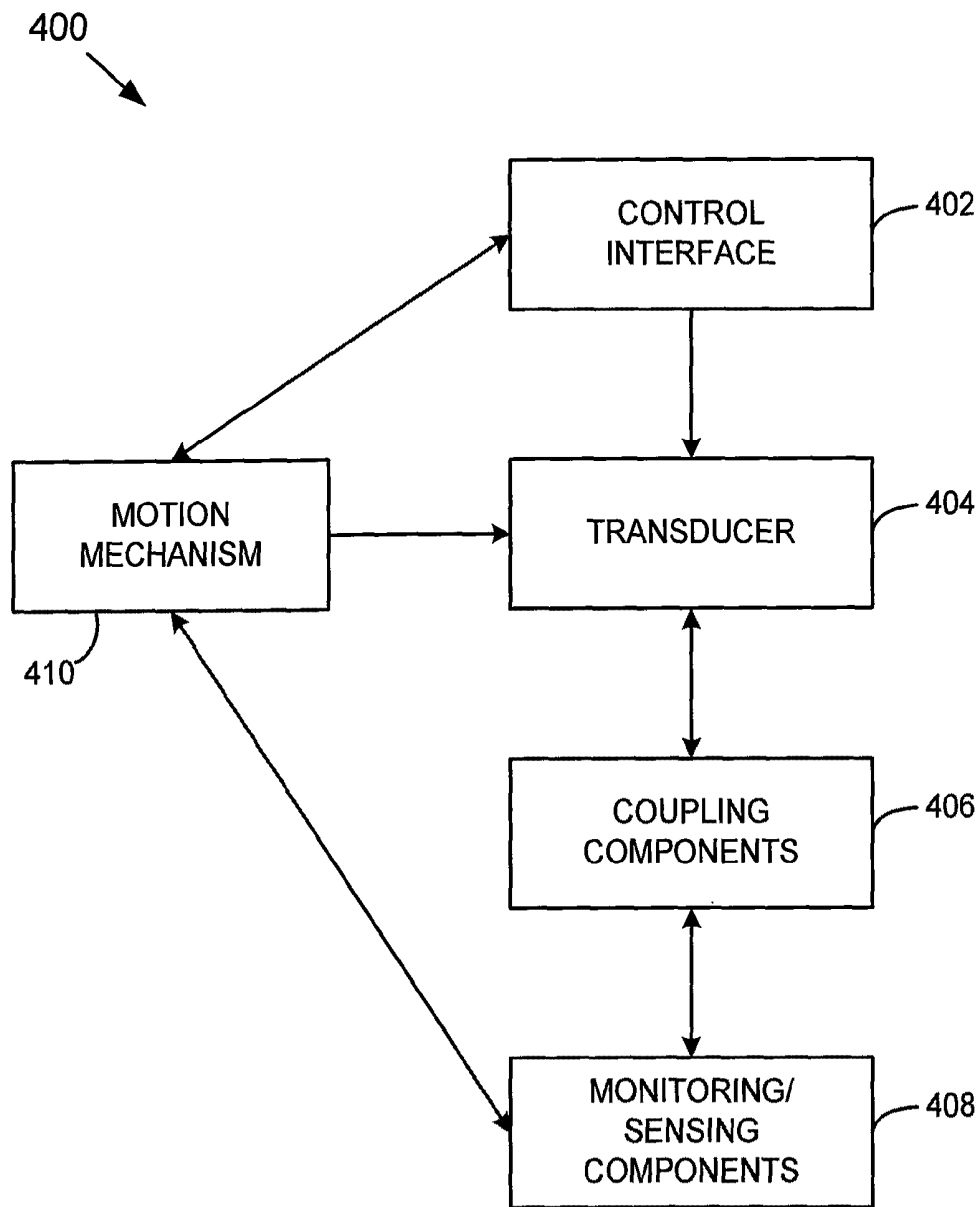 400
CONTROL
INTERFACE
402
MOTION
MECHANISM
410
TRANSDUCER
404
COUPLING
COMPONENTS
406
MONITORING/
SENSING
COMPONENTS
408